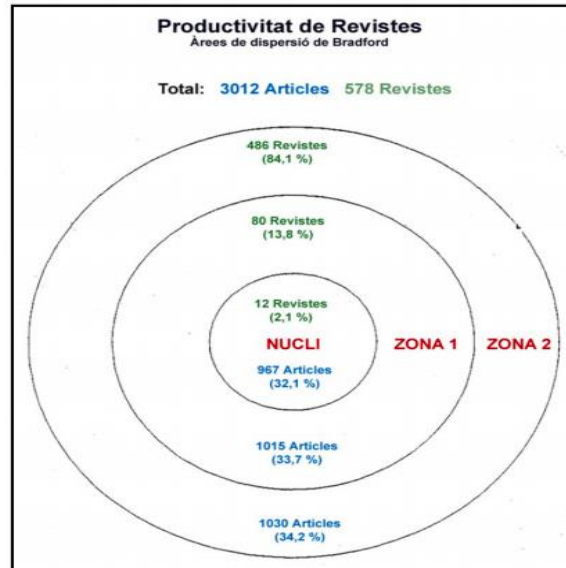 Productivitat de Revistes
Àrees de dispersió de Bradford
Total: 3012 Articles 578 Revistes
486 Revistes
(84,1 %)
80 Revistes
(13,8 %)
12 Revistes
(2,1 %)
NUCLI ZONA 1 ZONA 2
967 Articles
(32,1 %)
1015 Articles
(33,7 %)
1030 Articles
(34,2 %)